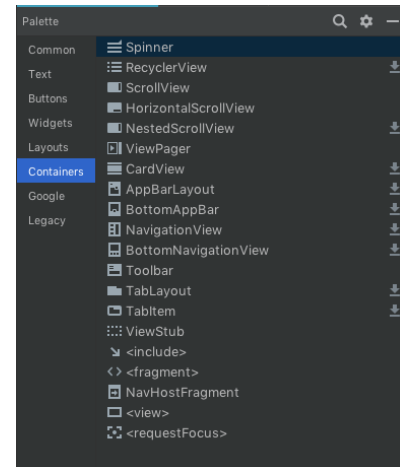 Palette
Common
Text
Buttons
Widgets
Layouts
Containers
Google
Legacy
Spinner
RecyclerView
ScrollView
HorizontalScrollView
NestedScrollView
ViewPager
CardView
AppBarLayout
BottomAppBar
NavigationView
BottomNavigationView
Toolbar
TabLayout
TabItem
ViewStub
<include>
<fragment>
NavHostFragment
<view>
<requestFocus>